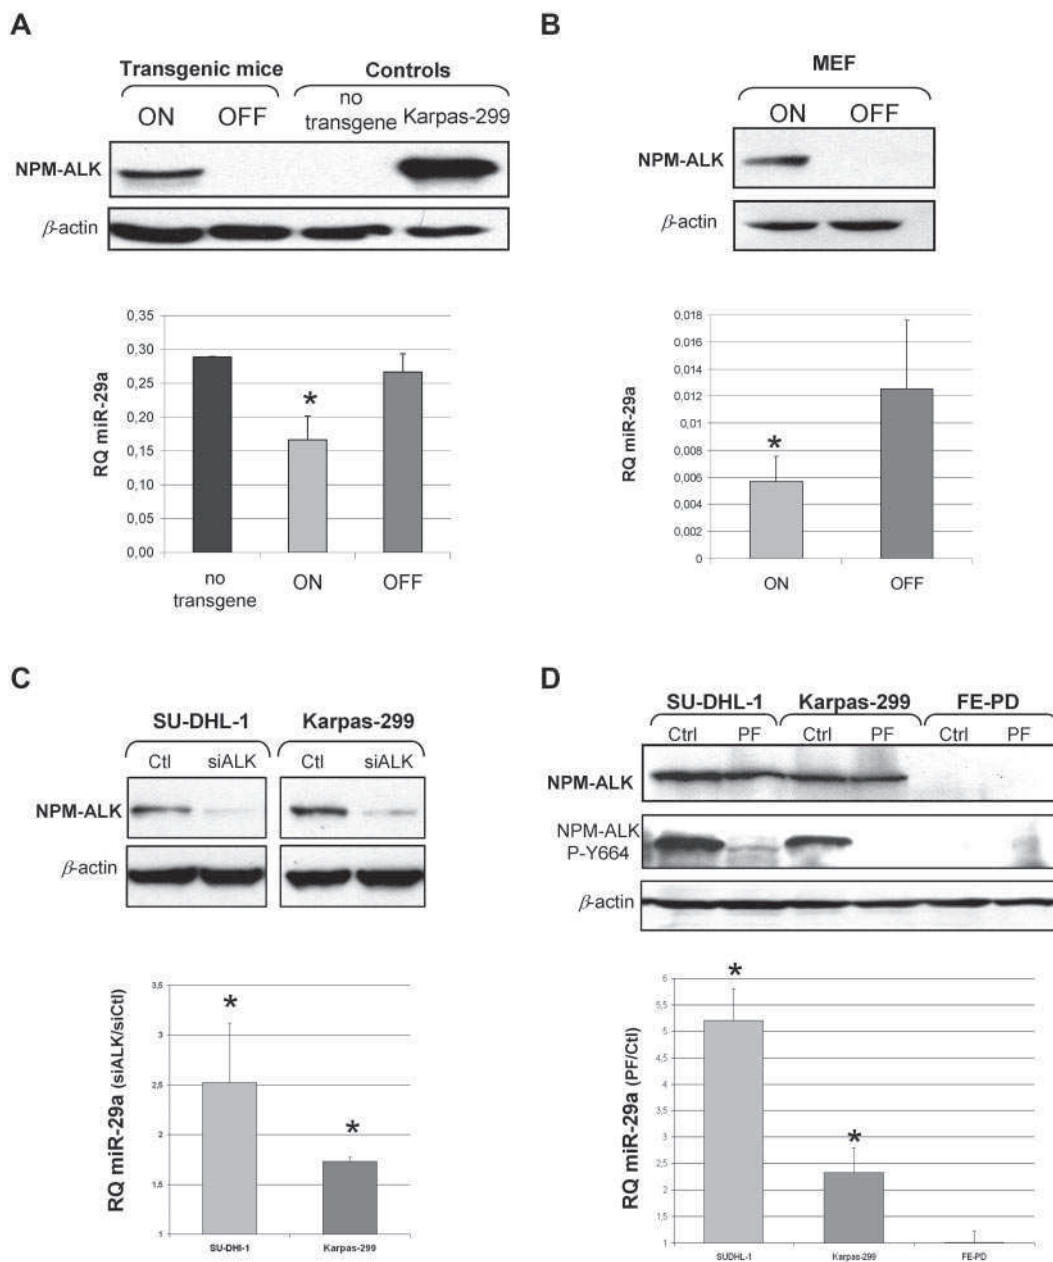 A
Transgenic mice
Controls
ON
OFF
no
transgene
Karpas-299
NPM-ALK
β-actin
RQ miR-29a
0,35
0,30
0,25
0,20
0,15
0,10
0,05
0,00
*
no
transgene
ON
OFF
B
MEF
ON
OFF
NPM-ALK
β-actin
RQ miR-29a
0,018
0,016
0,014
0,012
0,01
0,008
0,006
0,004
0,002
0
*
ON
OFF
C
SU-DHL-1
Karpas-299
Ctl
siALK
Ctl
siALK
NPM-ALK
β-actin
RQ miR-29a (siALK/siCtl)
3,5
3
2,5
2
1,5
1
*
*
SU-DHl-1
Karpas-299
D
SU-DHL-1
Karpas-299
FE-PD
Ctrl
PF
Ctrl
PF
Ctrl
PF
NPM-ALK
NPM-ALK
P-Y664
β-actin
RQ miR-29a (PF/Ctl)
6
5,5
5
4,5
4
3,5
3
2,5
2
1,5
1
*
*
SUDHL-1
Karpas-299
FE-PD